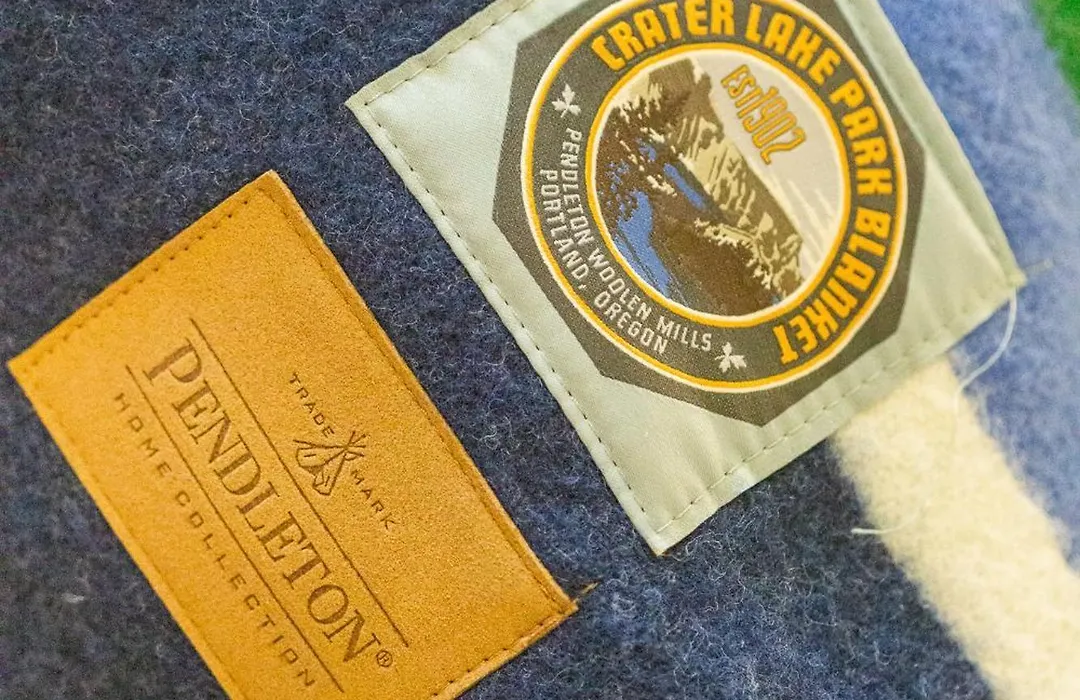 CRATER LAKE PARK BLANKET
EST 1902
PENDLETON WOOLEN MILLS
PORTLAND, OREGON
TRADE MARK
PENDLETON®
HOME COLLECTION